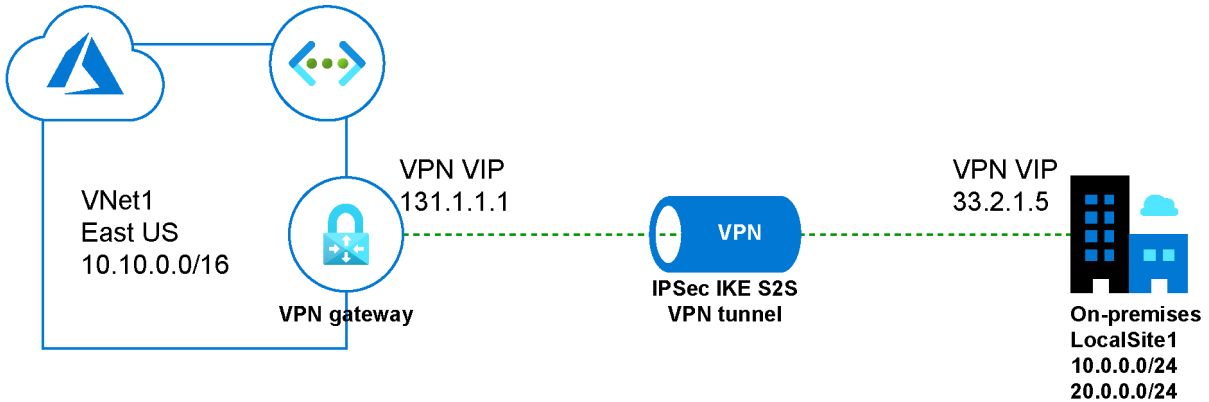 VNet1
East US
10.10.0.0/16
VPN gateway
VPN VIP
131.1.1.1
VPN
IPSec IKE S2S
VPN tunnel
VPN VIP
33.2.1.5
On-premises
LocalSite1
10.0.0.0/24
20.0.0.0/24